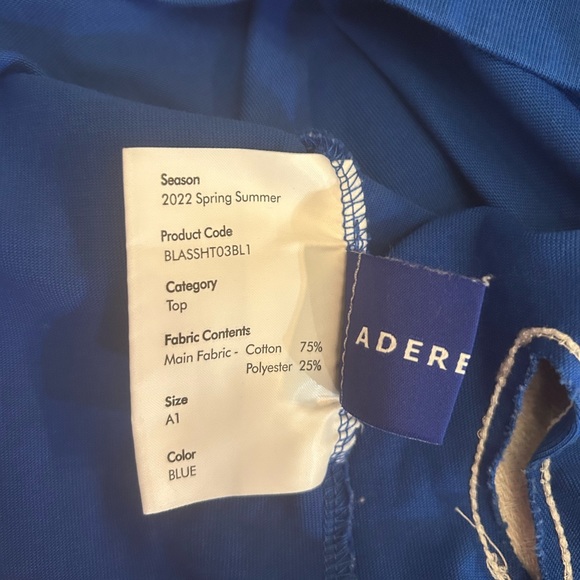 Season
2022 Spring Summer
Product Code
BLASSHT03BL1
Category
Top
Fabric Contents
Main Fabric - Cotton 75%
Polyester 25%
Size
A1
Color
BLUE
ADERE